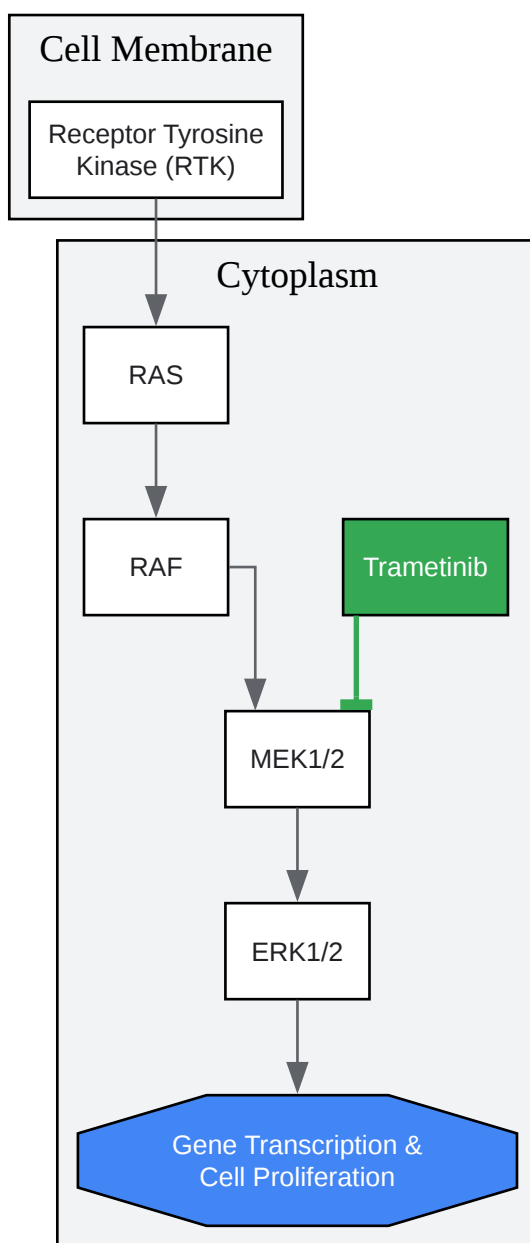 Cell Membrane
Receptor Tyrosine
Kinase (RTK)
Cytoplasm
RAS
RAF
Trametinib
MEK1/2
ERK1/2
Gene Transcription &
Cell Proliferation